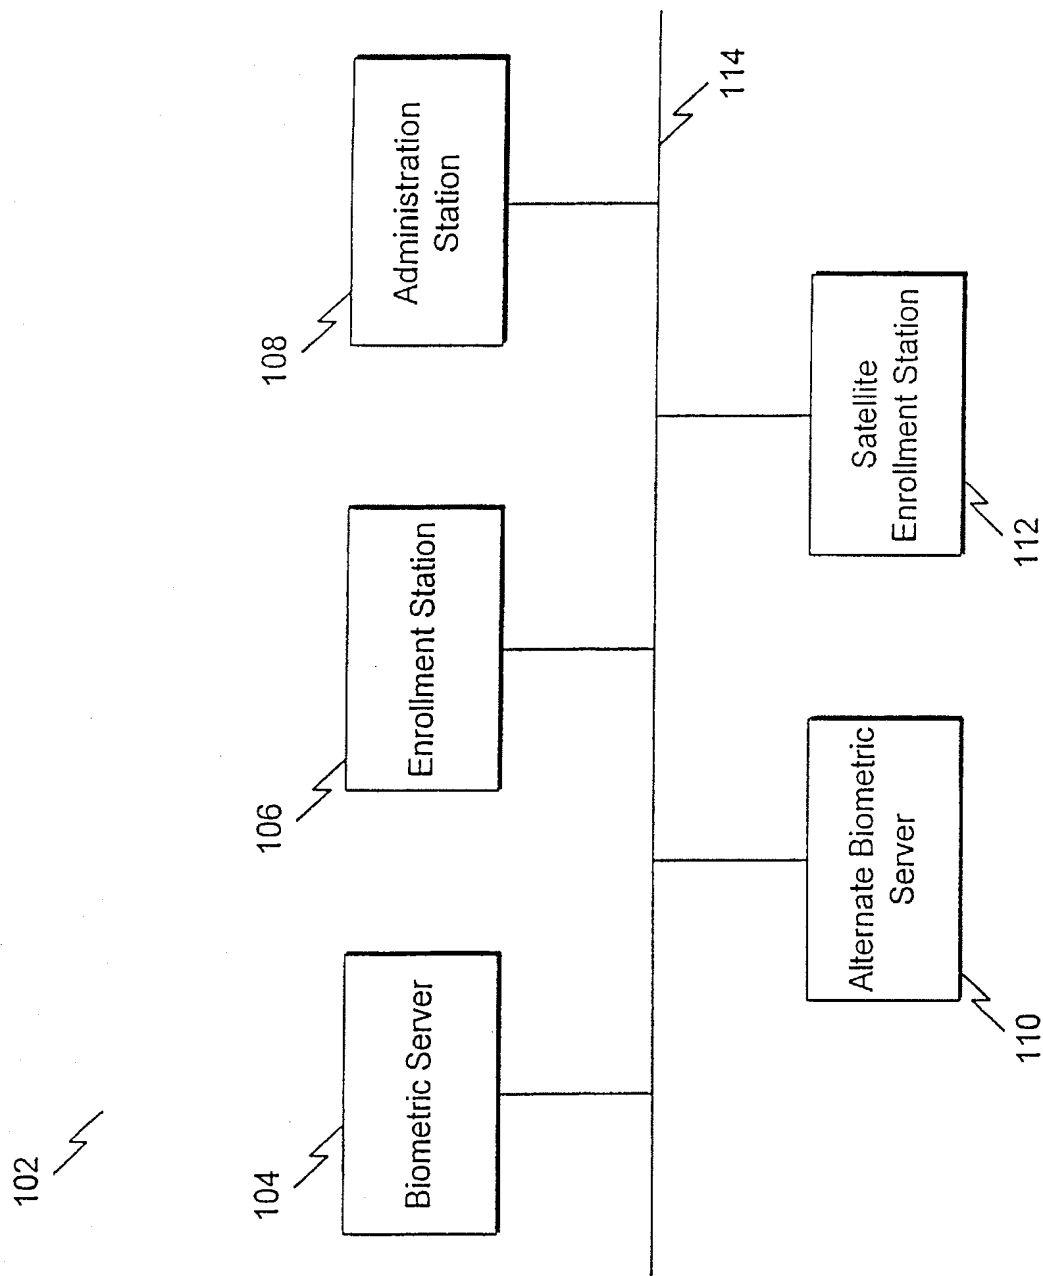 102
104
Biometric Server
106
Enrollment Station
108
Administration
Station
110
Alternate Biometric
Server
112
Satellite
Enrollment Station
114